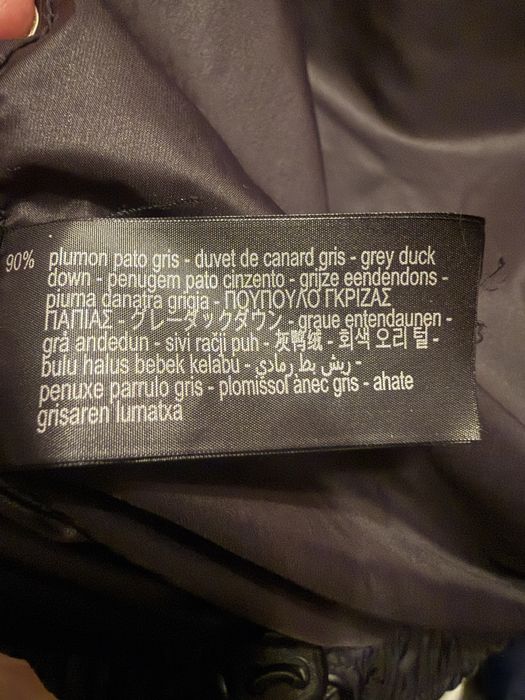 90% plumon pato gris - duvet de canard gris - grey duck
down - penugem pato cinzento - grijze eendendons -
piuma danatra grigia - ΠΟΥΠΟΥΛΟ ΓΚΡΙΖΑΣ
ΠΑΠΙΑΣ - グレーダックダウン - graue entendaunen -
grå andedun - sivi racji puh - 灰鸭绒 - 회색 오리 털 -
bulu halus bebek kelabu - ريش بط رمادي -
penuxe parrulo gris - plomissol ànec gris - ahate
grisaren lumatxa